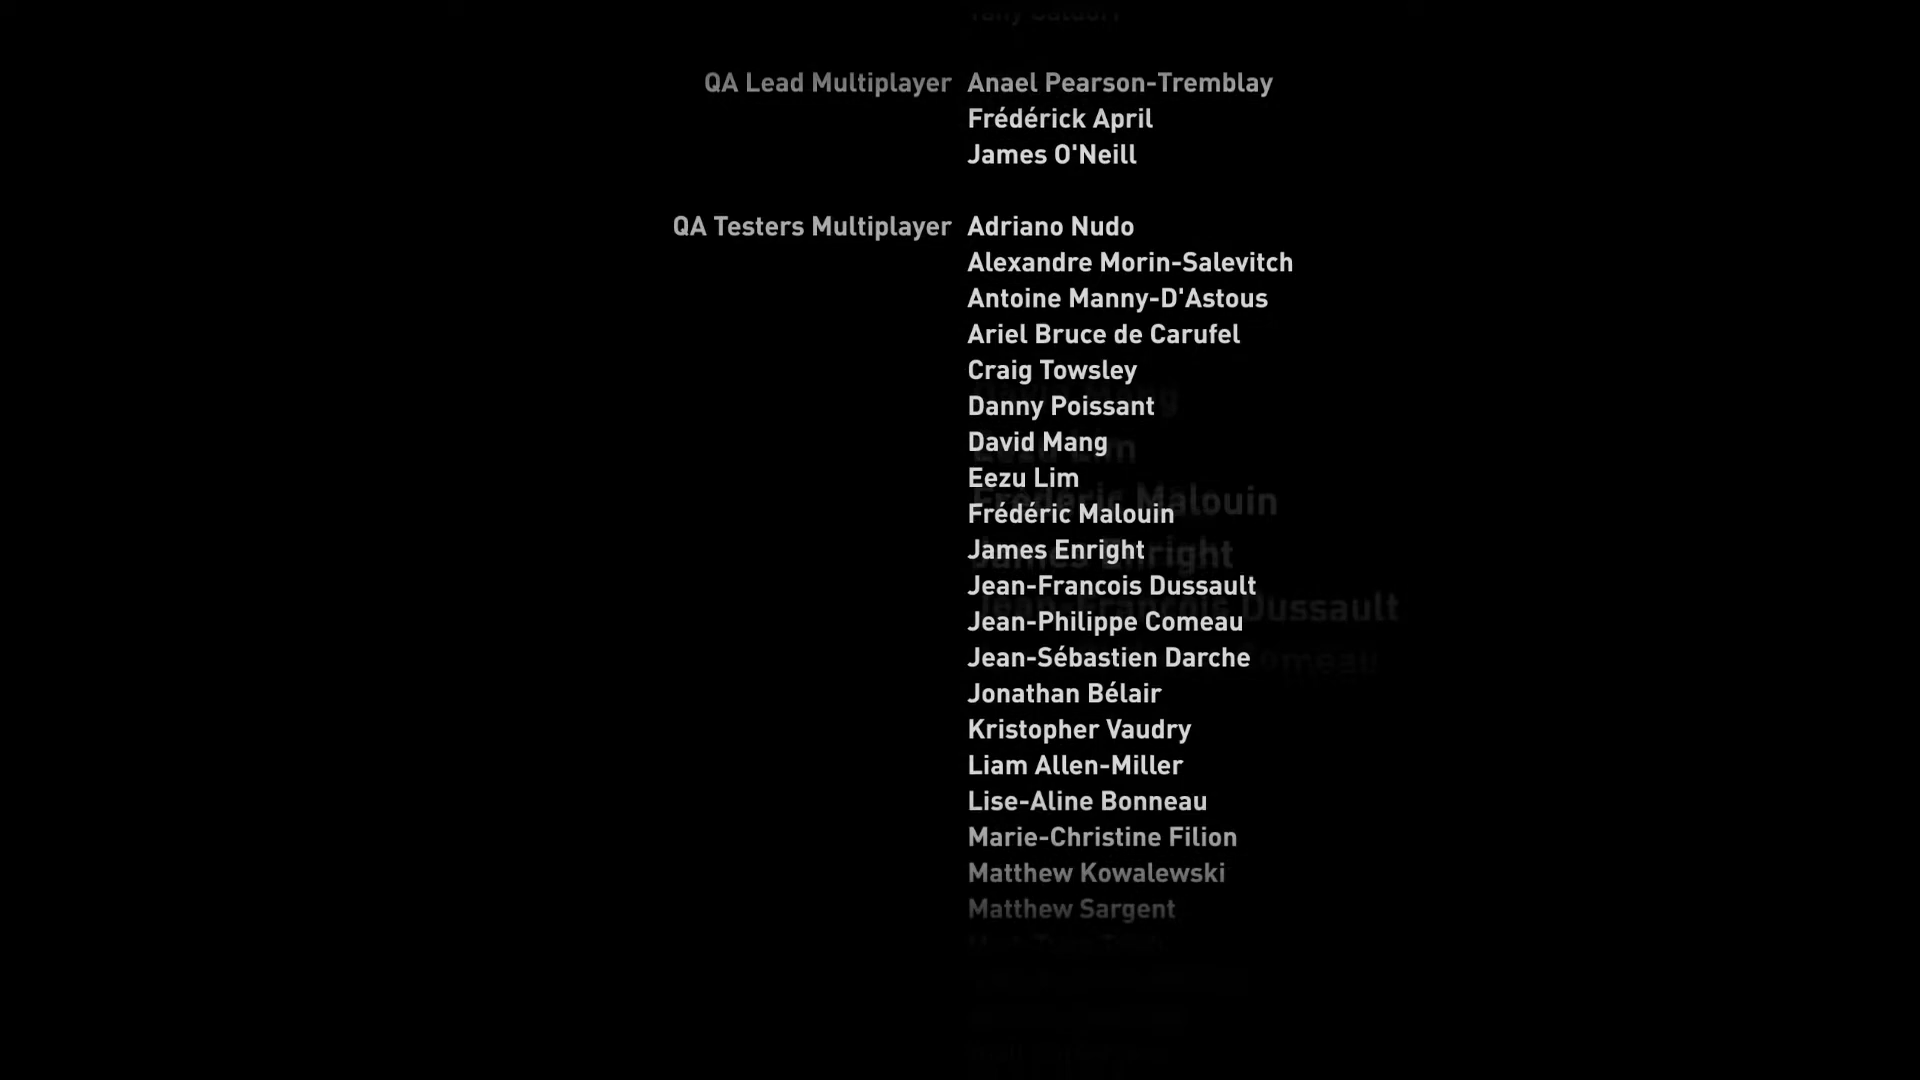 QA Lead Multiplayer Anael Pearson-Tremblay
Frédérick April
James O'Neill
QA Testers Multiplayer Adriano Nudo
Alexandre Morin-Salevitch
Antoine Manny-D'Astous
Ariel Bruce de Carufel
Craig Towsley
Danny Poissant
David Mang
Eezu Lim
Frédéric Malouin
James Enright
Jean-Francois Dussault
Jean-Philippe Comeau
Jean-Sébastien Darche
Jonathan Bélair
Kristopher Vaudry
Liam Allen-Miller
Lise-Aline Bonneau
Marie-Christine Filion
Matthew Kowalewski
Matthew Sargent